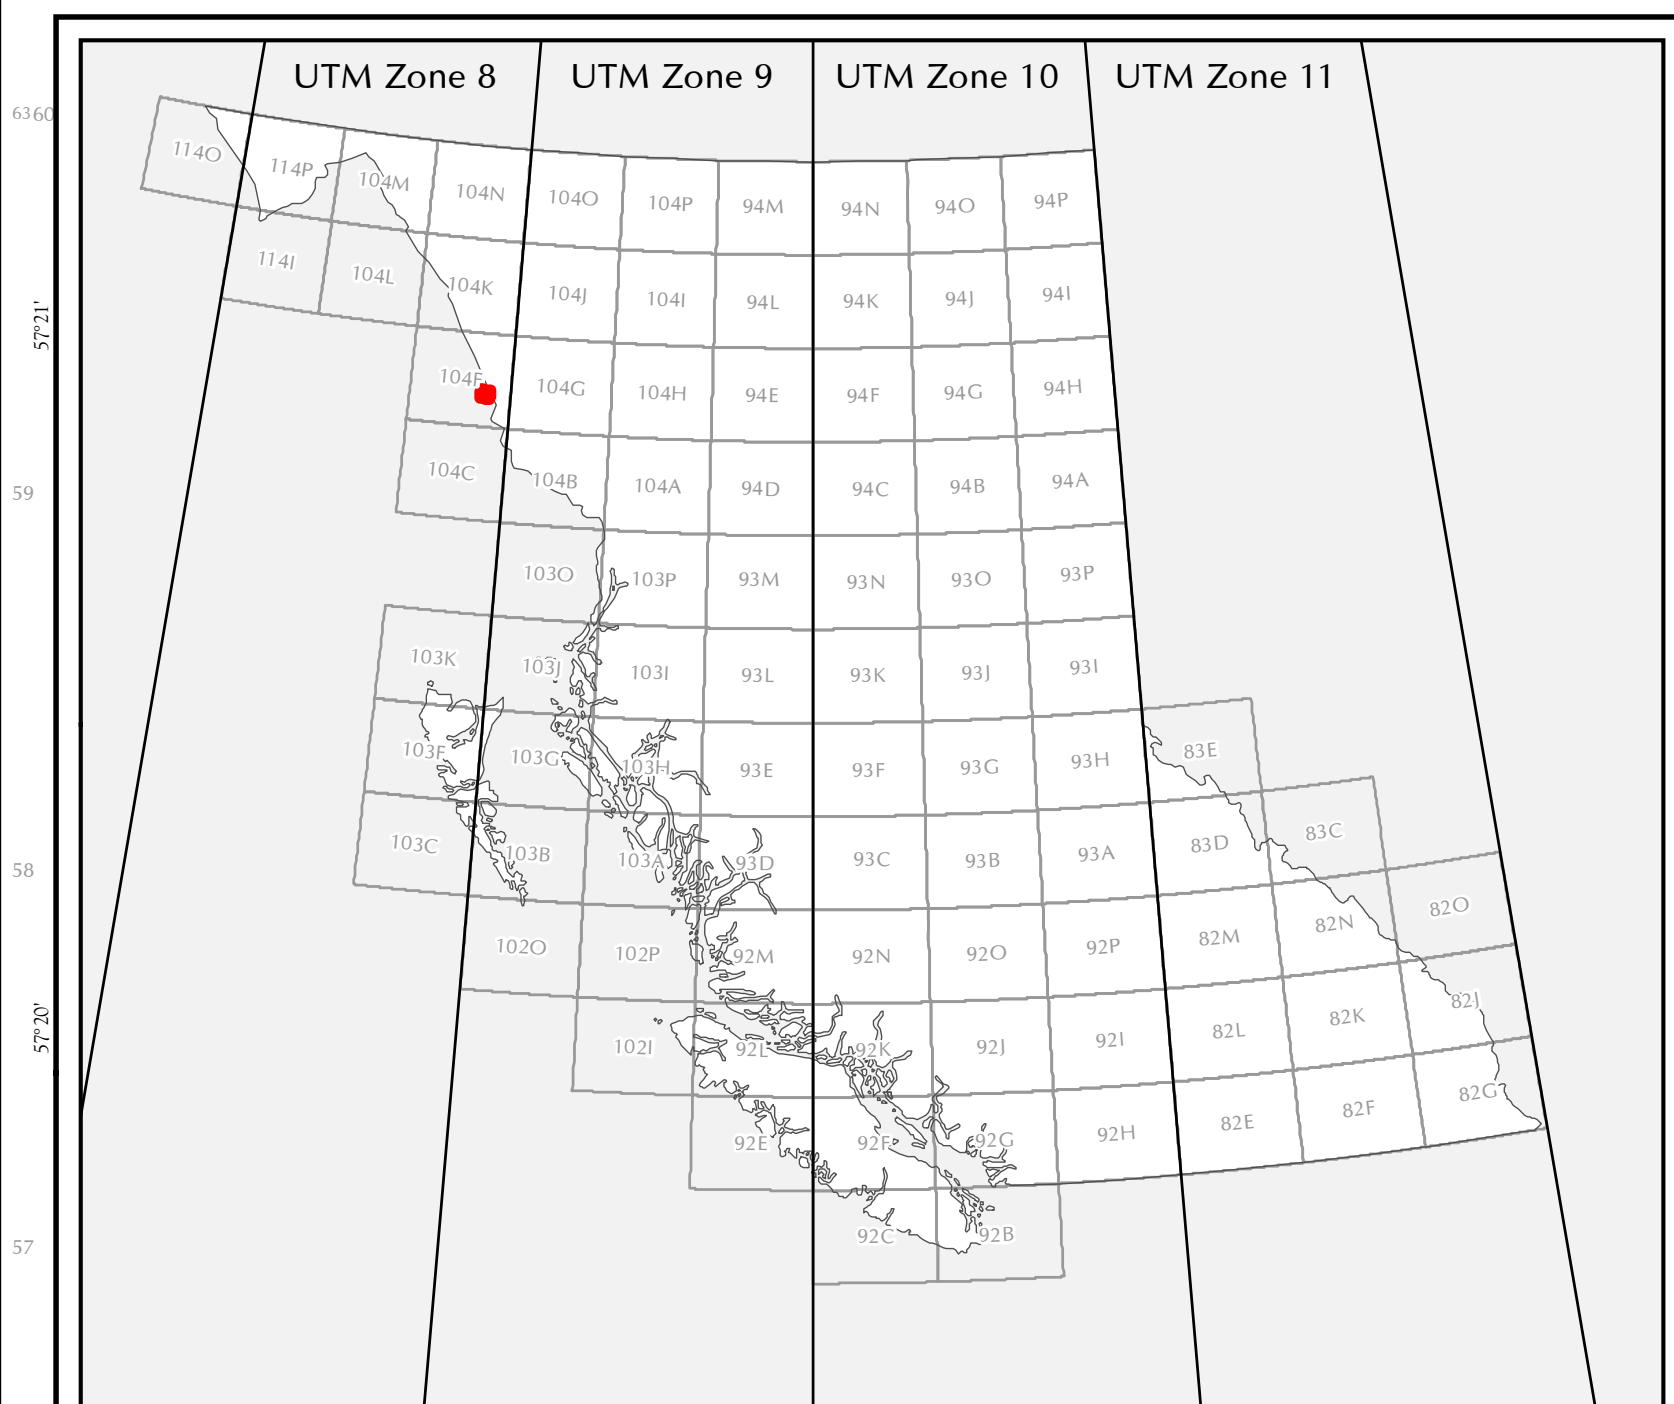 UTM Zone 8 UTM Zone 9 UTM Zone 10 UTM Zone 11
6360
114O 114P 104M 104N 104O 104P 94M 94N 94O 94P
114I 104L 104K 104J 104I 94L 94K 94J 94I
57°21'
104F 104G 104H 94E 94F 94G 94H
59
104C 104B 104A 94D 94C 94B 94A
103O 103P 93M 93N 93O 93P
103K 103J 103I 93L 93K 93J 93I
103F 103G 103H 93E 93F 93G 93H 83E
58
103C 103B 103A 93D 93C 93B 93A 83D 83C
102O 102P 92M 92N 92O 92P 82M 82N 82O
57°20'
102I 92L 92K 92J 92I 82L 82K 82J
92E 92F 92G 92H 82E 82F 82G
57
92C 92B